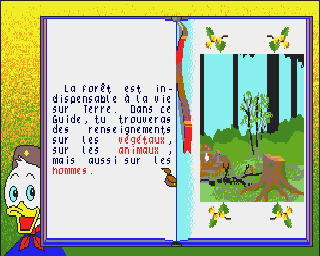 La forêt est in-
dispensable à la vie
sur Terre. Dans ce
Guide, tu trouveras
des renseignements
sur les végétaux,
sur les animaux,
mais aussi sur les
hommes.